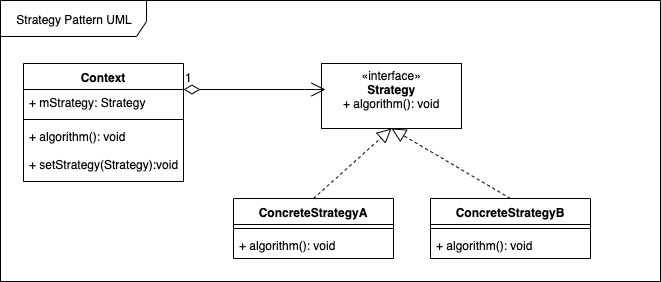 Strategy Pattern UML
Context
+ mStrategy: Strategy
+ algorithm(): void
+ setStrategy(Strategy):void
1
«interface»
Strategy
+ algorithm(): void
ConcreteStrategyA
+ algorithm(): void
ConcreteStrategyB
+ algorithm(): void